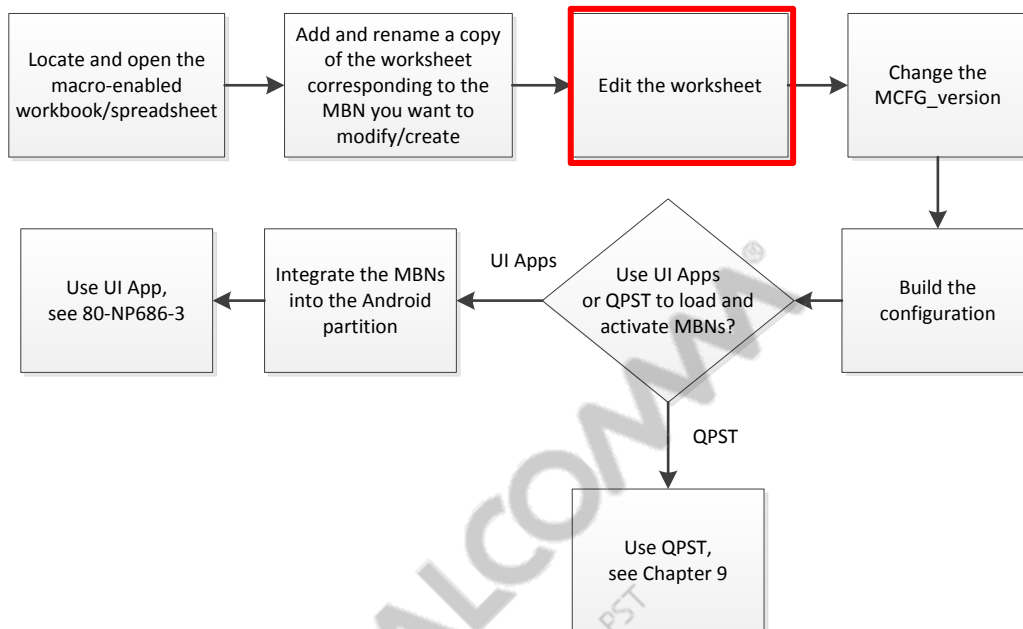 Locate and open the
macro-enabled
workbook/spreadsheet
Add and rename a copy
of the worksheet
corresponding to the
MBN you want to
modify/create
Edit the worksheet
Change the
MCFG_version
Use UI App,
see 80-NP686-3
Integrate the MBNs
into the Android
partition
UI Apps
Use UI Apps
or QPST to load and
activate MBNs?
Build the
configuration
QPST
Use QPST,
see Chapter 9
ALCOMM®
PST